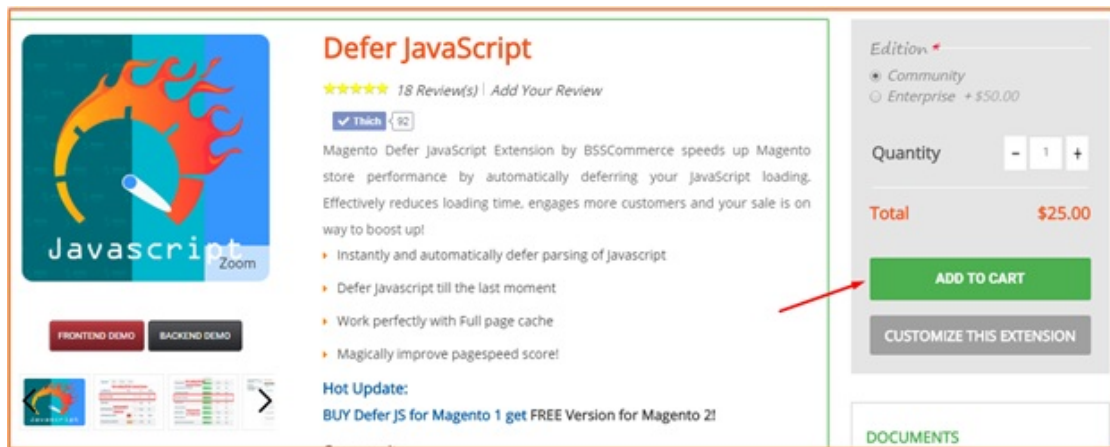 Javascript
Zoom
FRONTEND DEMO
BACKEND DEMO
Defer JavaScript
18 Review(s) | Add Your Review
Thích 92
Magento Defer JavaScript Extension by BSSCommerce speeds up Magento
store performance by automatically deferring your JavaScript loading.
Effectively reduces loading time, engages more customers and your sale is on
way to boost up!
Instantly and automatically defer parsing of Javascript
Defer Javascript till the last moment
Work perfectly with Full page cache
Magically improve pagespeed score!
Hot Update:
BUY Defer JS for Magento 1 get FREE Version for Magento 2!
Edition *
Community
Enterprise + $50.00
Quantity - 1 +
Total $25.00
ADD TO CART
CUSTOMIZE THIS EXTENSION
DOCUMENTS